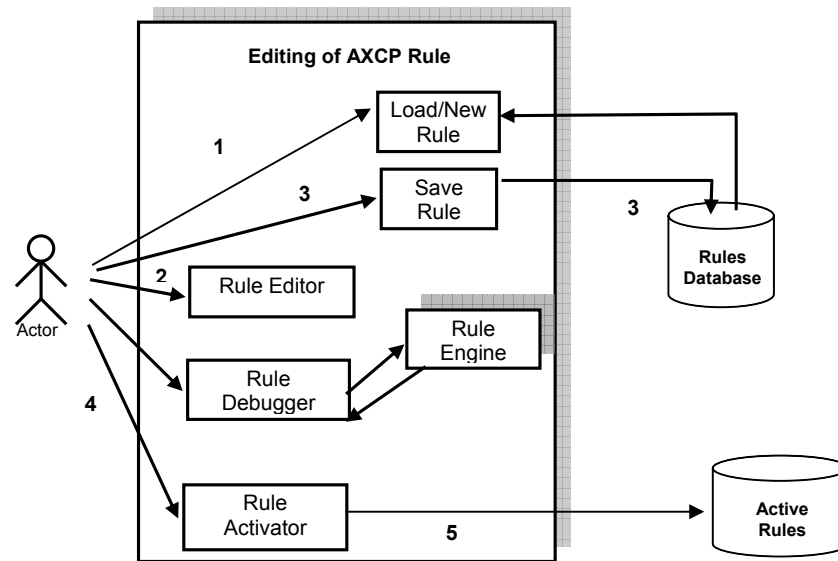 Editing of AXCP Rule
Load/New
Rule
1
3
Save
Rule
3
Rules
Database
2
Rule Editor
Actor
Rule
Engine
Rule
Debugger
4
Rule
Activator
5
Active
Rules